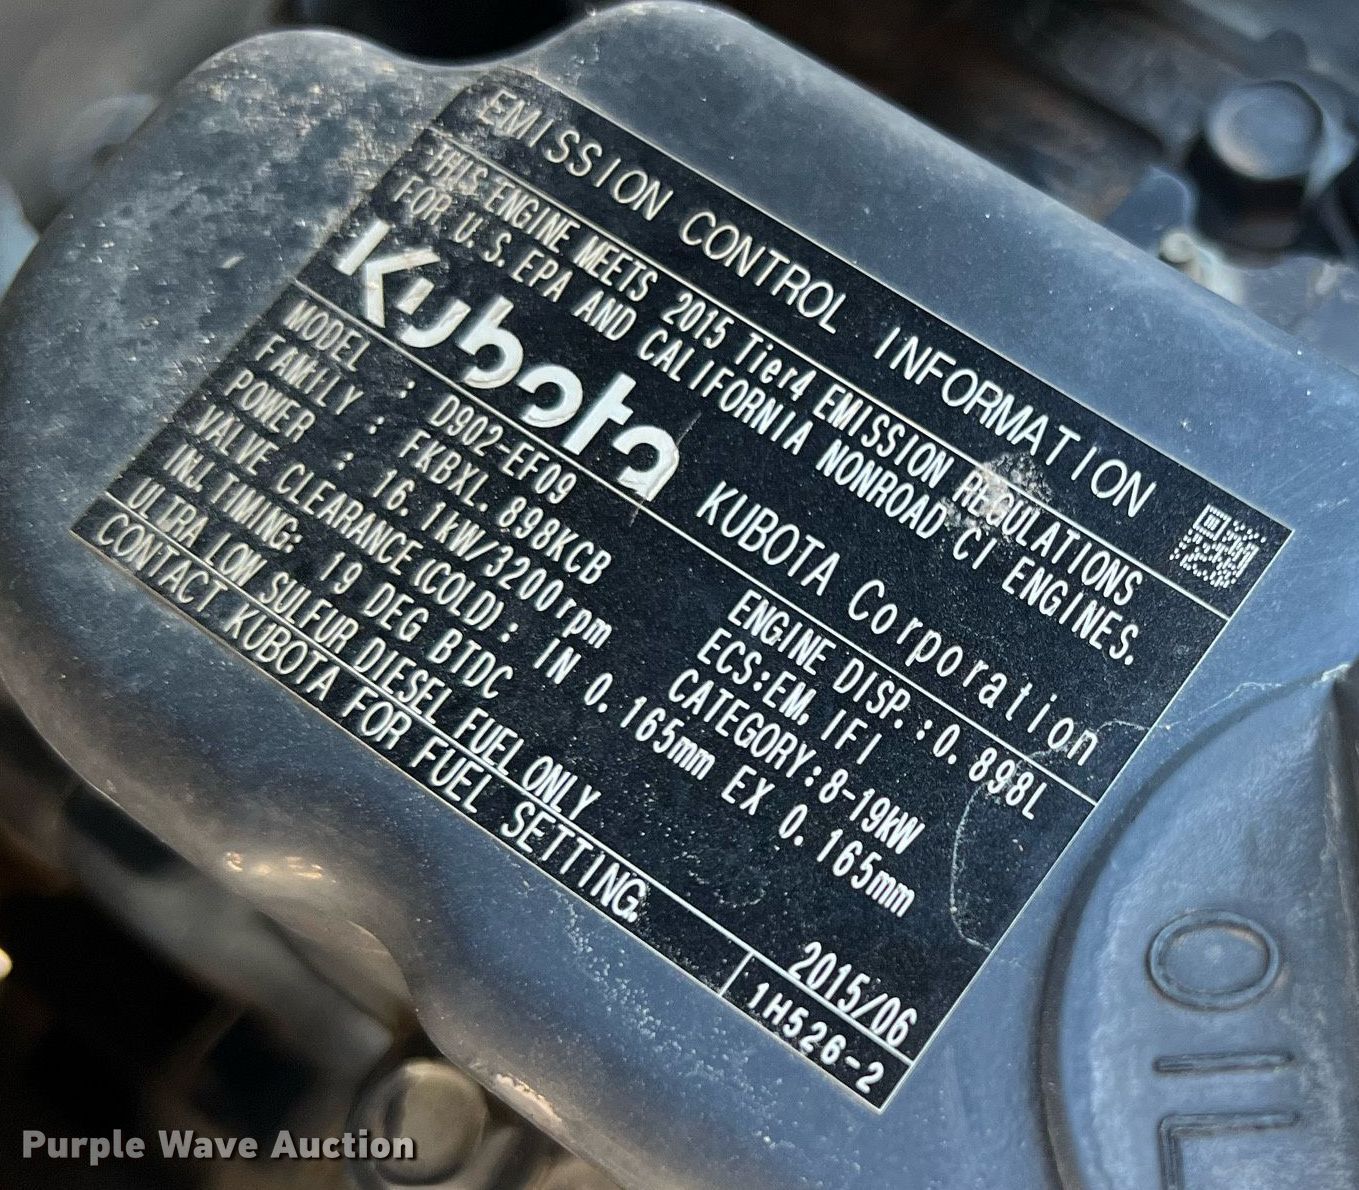 EMISSION CONTROL INFORMATION
THIS ENGINE MEETS 2015 Tier4 EMISSION REGULATIONS
FOR U.S. EPA AND CALIFORNIA NONROAD CI ENGINES.
Kubota KUBOTA Corporation
MODEL : D902-EF09 ENGINE DISP.:0.898L
FAMILY : FKBXL.898KCB ECS:EM, IFI
POWER : 16.1kW/3200rpm CATEGORY:8-19kW
VALVE CLEARANCE(COLD): IN 0.165mm EX 0.165mm
INJ.TIMING: 19 DEG BTDC
ULTRA LOW SULFUR DIESEL FUEL ONLY 2015/06
CONTACT KUBOTA FOR FUEL SETTING. 1H526-2
OIL
Purple Wave Auction